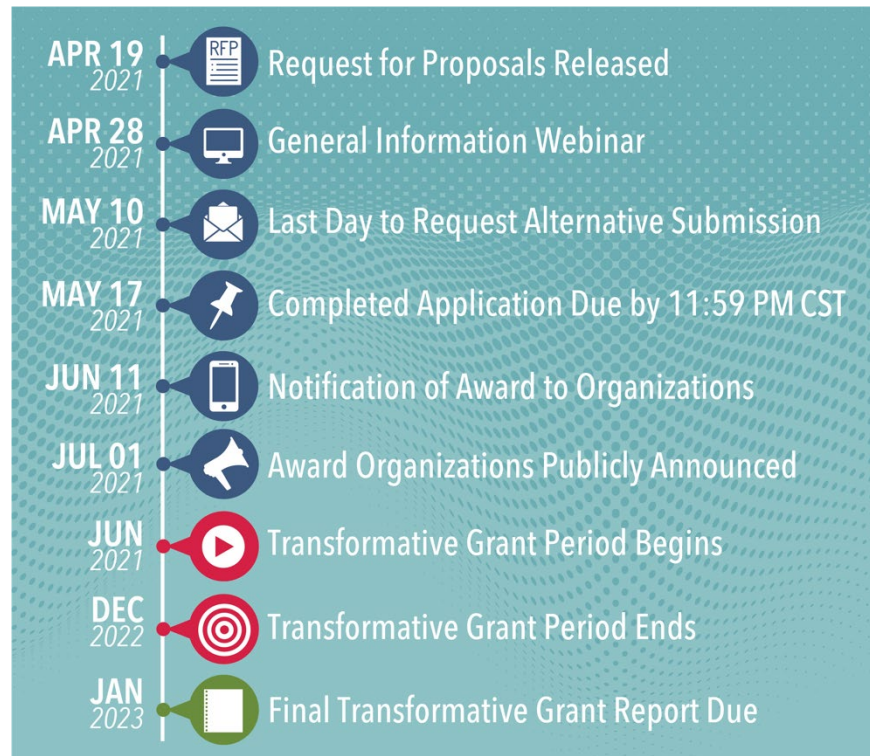 APR 19
2021
RFP
Request for Proposals Released
APR 28
2021
General Information Webinar
MAY 10
2021
Last Day to Request Alternative Submission
MAY 17
2021
Completed Application Due by 11:59 PM CST
JUN 11
2021
Notification of Award to Organizations
JUL 01
2021
Award Organizations Publicly Announced
JUN
2021
Transformative Grant Period Begins
DEC
2022
Transformative Grant Period Ends
JAN
2023
Final Transformative Grant Report Due